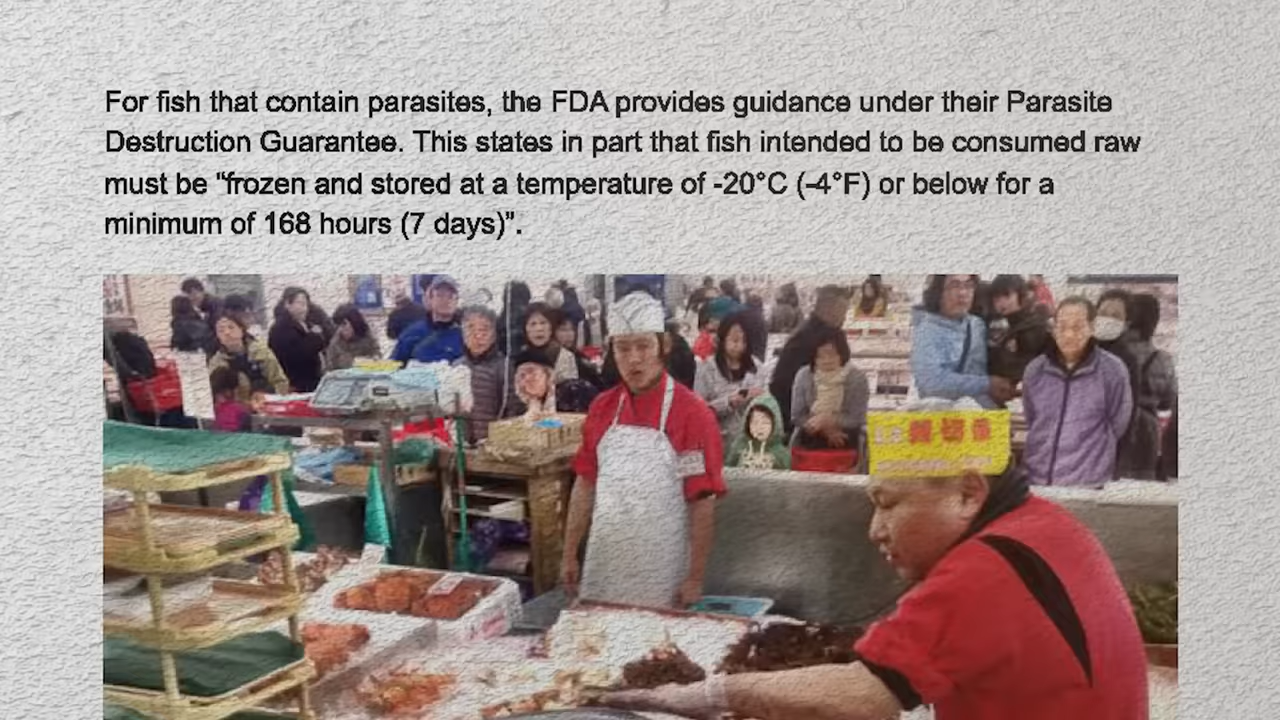 For fish that contain parasites, the FDA provides guidance under their Parasite
Destruction Guarantee. This states in part that fish intended to be consumed raw
must be “frozen and stored at a temperature of -20°C (-4°F) or below for a
minimum of 168 hours (7 days)”.